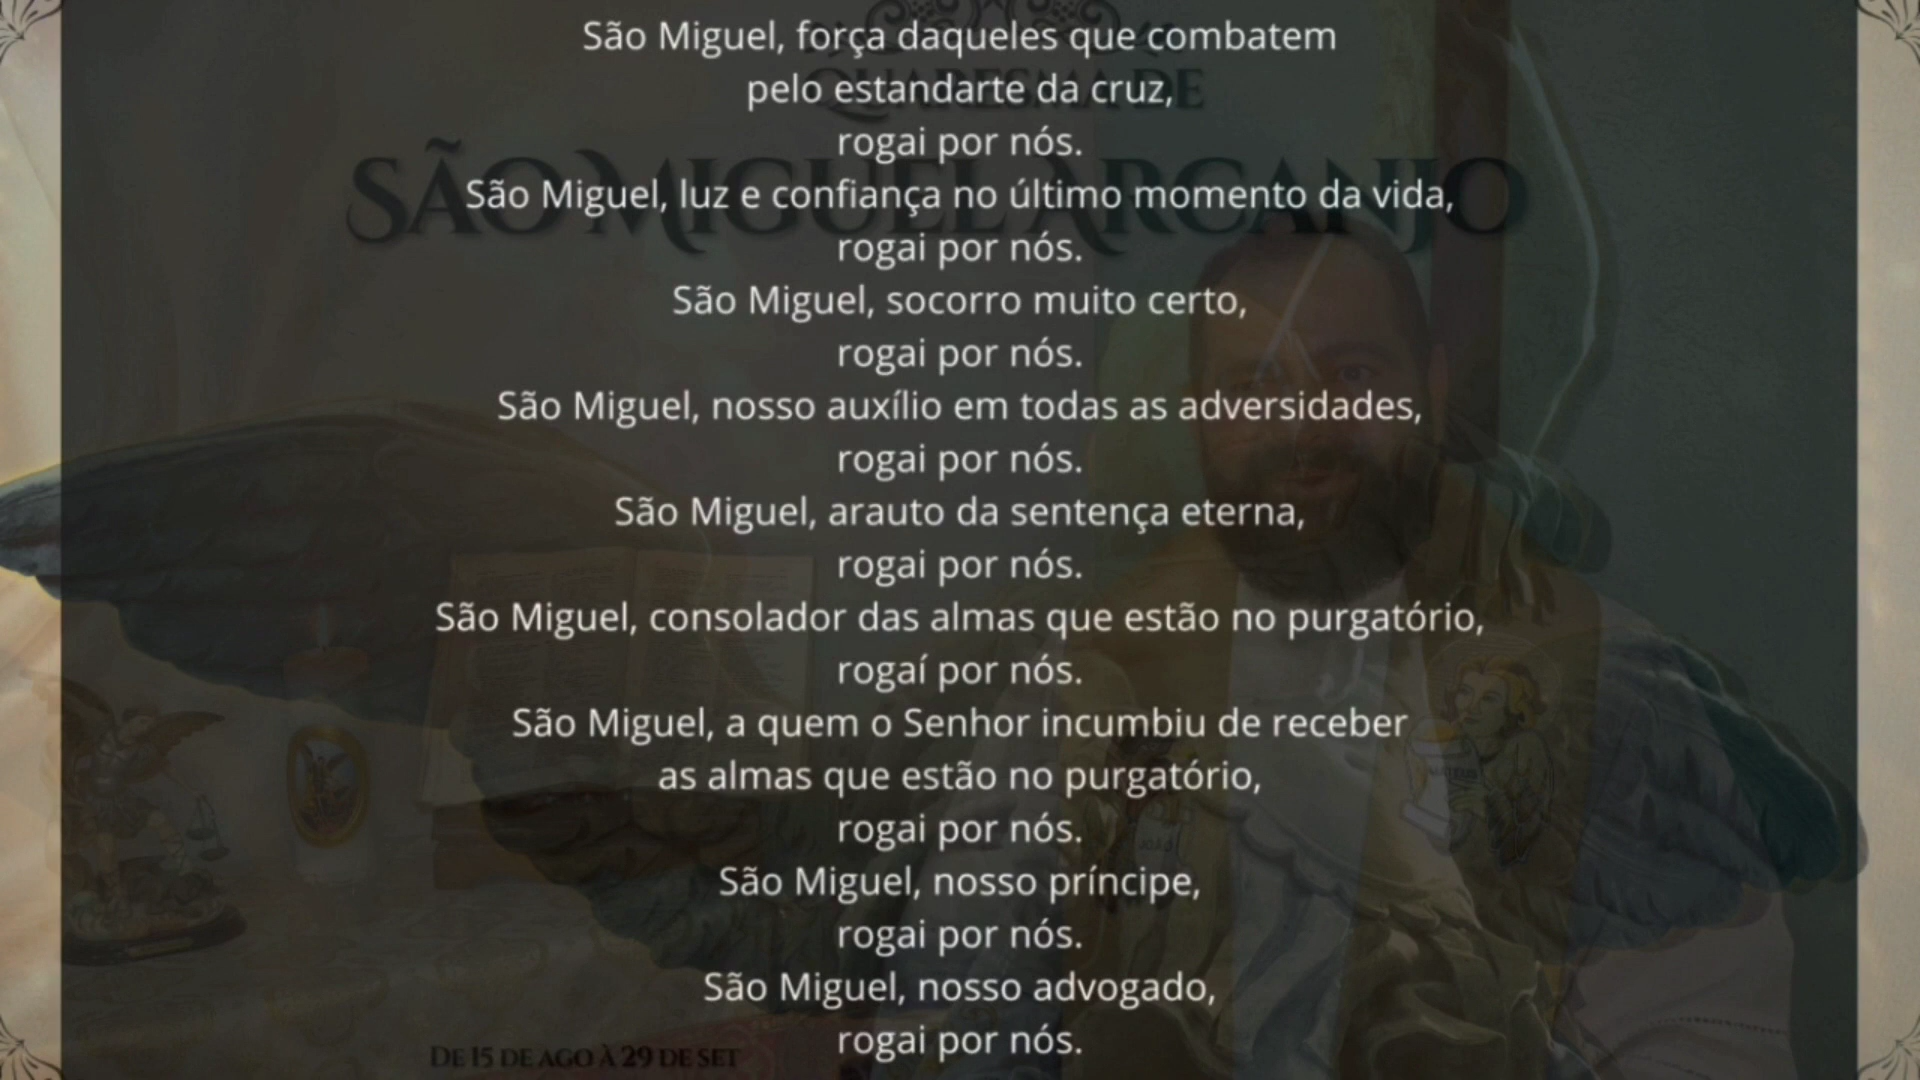 São Miguel, força daqueles que combatem
pelo estandarte da cruz,
QUARESMA DE
rogai por nós.
SÃO MIGUEL ARCANJO
São Miguel, luz e confiança no último momento da vida,
rogai por nós.
São Miguel, socorro muito certo,
rogai por nós.
São Miguel, nosso auxílio em todas as adversidades,
rogai por nós.
São Miguel, arauto da sentença eterna,
rogai por nós.
São Miguel, consolador das almas que estão no purgatório,
rogaí por nós.
São Miguel, a quem o Senhor incumbiu de receber
as almas que estão no purgatório,
rogai por nós.
São Miguel, nosso príncipe,
rogai por nós.
São Miguel, nosso advogado,
rogai por nós.
DE 15 DE AGO À 29 DE SET